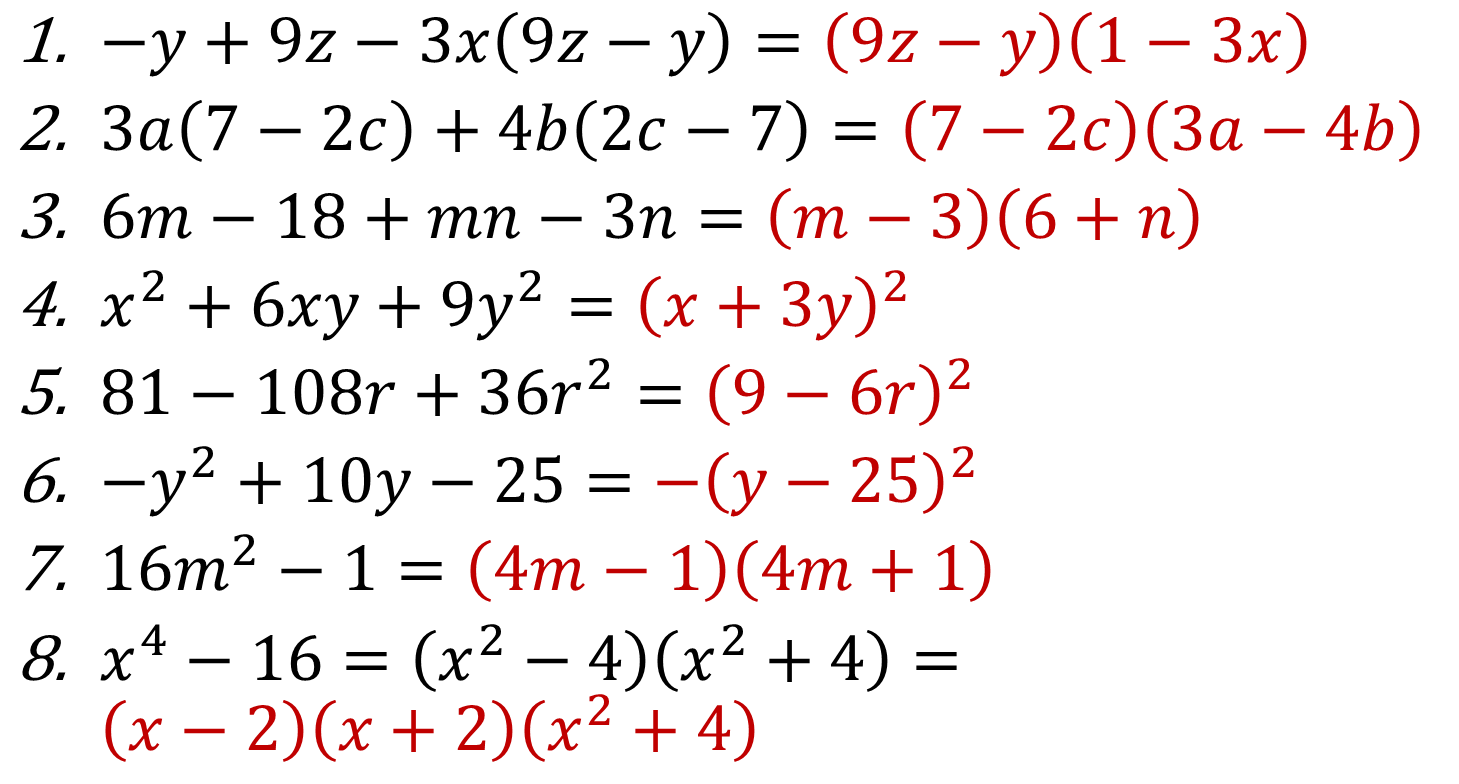 1. −y + 9z − 3x(9z − y) = (9z − y)(1 − 3x)
2. 3a(7 − 2c) + 4b(2c − 7) = (7 − 2c)(3a − 4b)
3. 6m − 18 + mn − 3n = (m − 3)(6 + n)
4. x² + 6xy + 9y² = (x + 3y)²
5. 81 − 108r + 36r² = (9 − 6r)²
6. −y² + 10y − 25 = −(y − 25)²
7. 16m² − 1 = (4m − 1)(4m + 1)
8. x⁴ − 16 = (x² − 4)(x² + 4) =
(x − 2)(x + 2)(x² + 4)